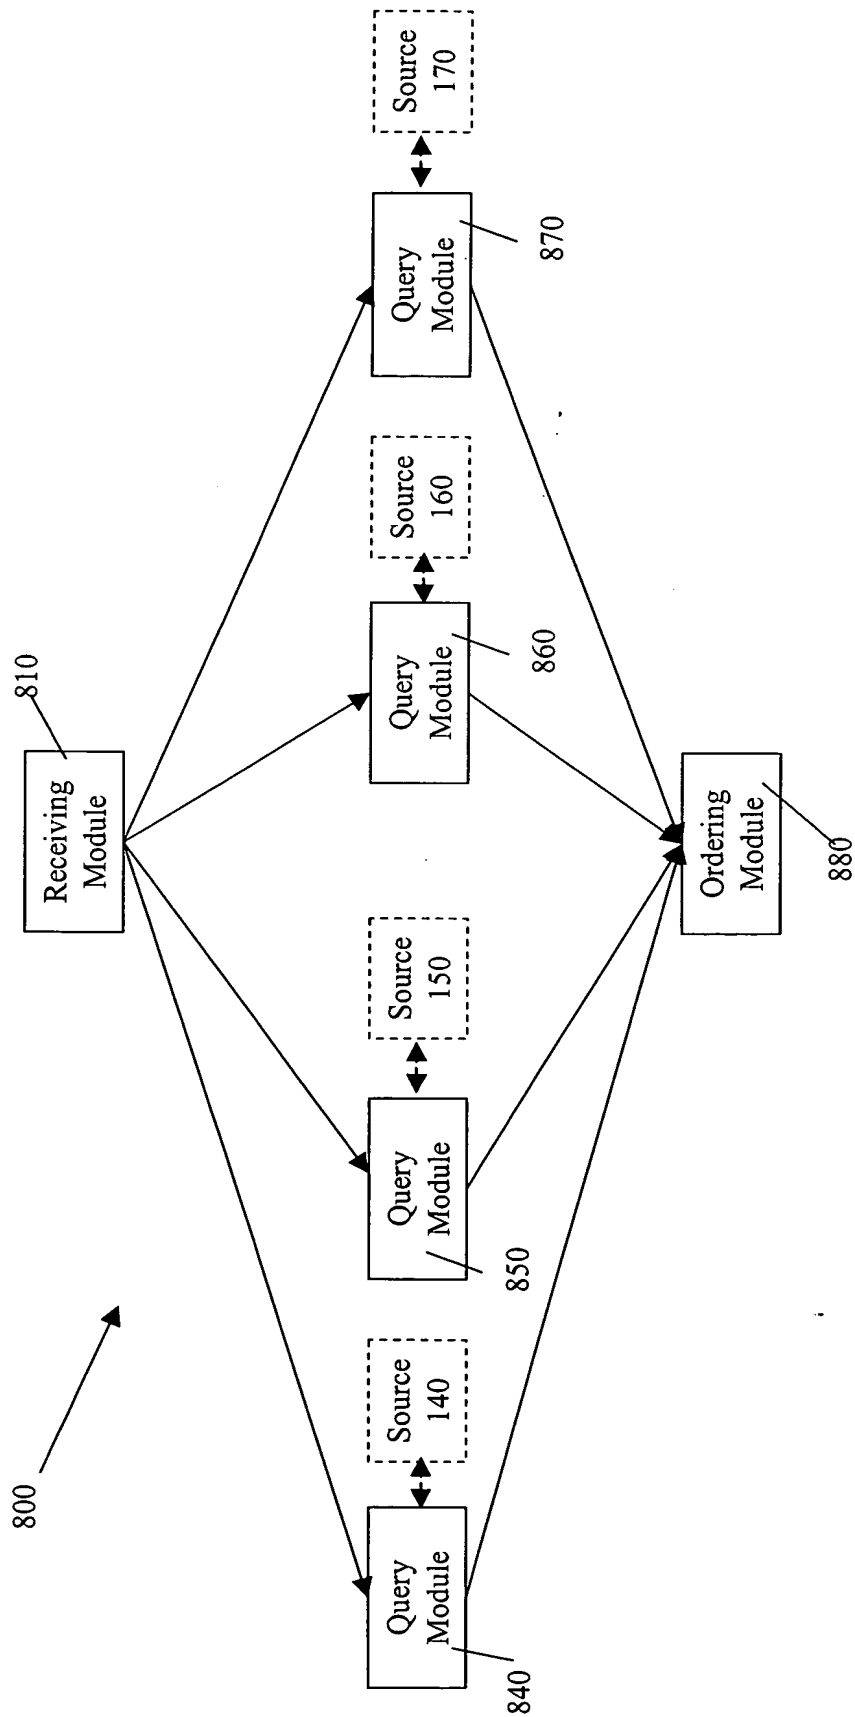 800
810
Receiving
Module
Query
Module
840
Source
140
Query
Module
850
Source
150
Query
Module
860
Source
160
Query
Module
870
Source
170
Ordering
Module
880